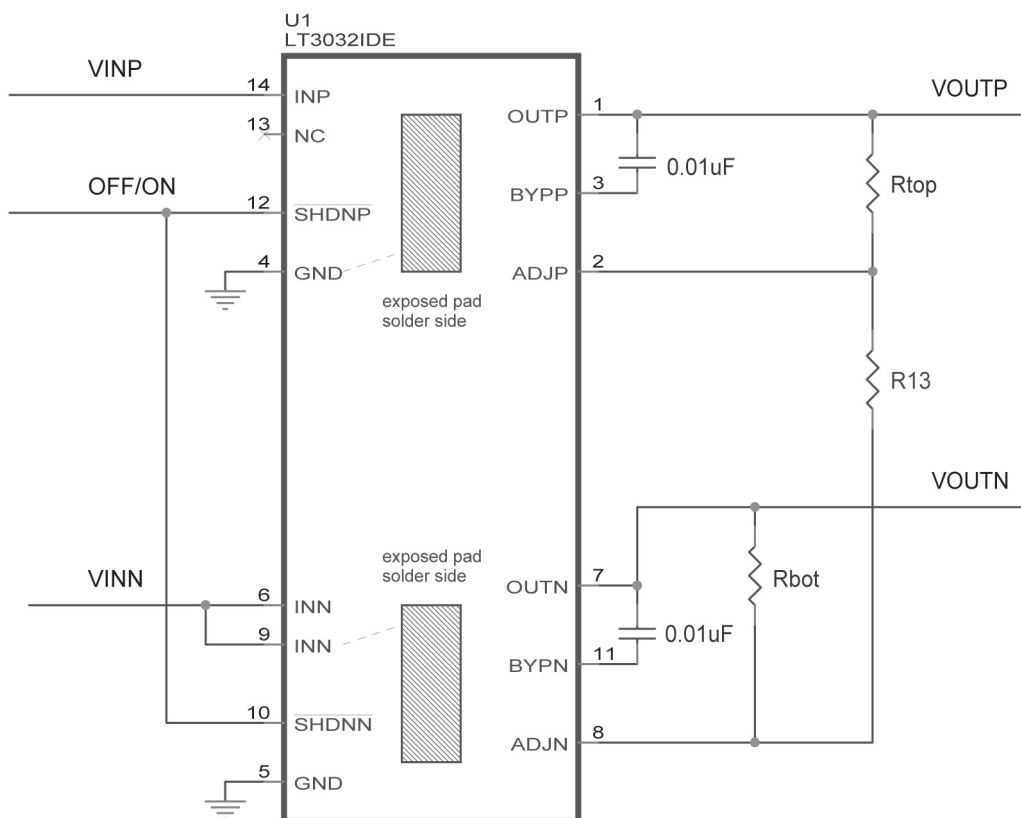 U1
LT3032IDE
VINP
14
INP
13
NC
OFF/ON
12
SHDNP
4
GND
exposed pad
solder side
1
OUTP
VOUTP
0.01uF
3
BYPP
Rtop
2
ADJP
R13
VOUTN
exposed pad
solder side
VINN
6
INN
9
INN
10
SHDNN
5
GND
7
OUTN
Rbot
0.01uF
11
BYPN
8
ADJN